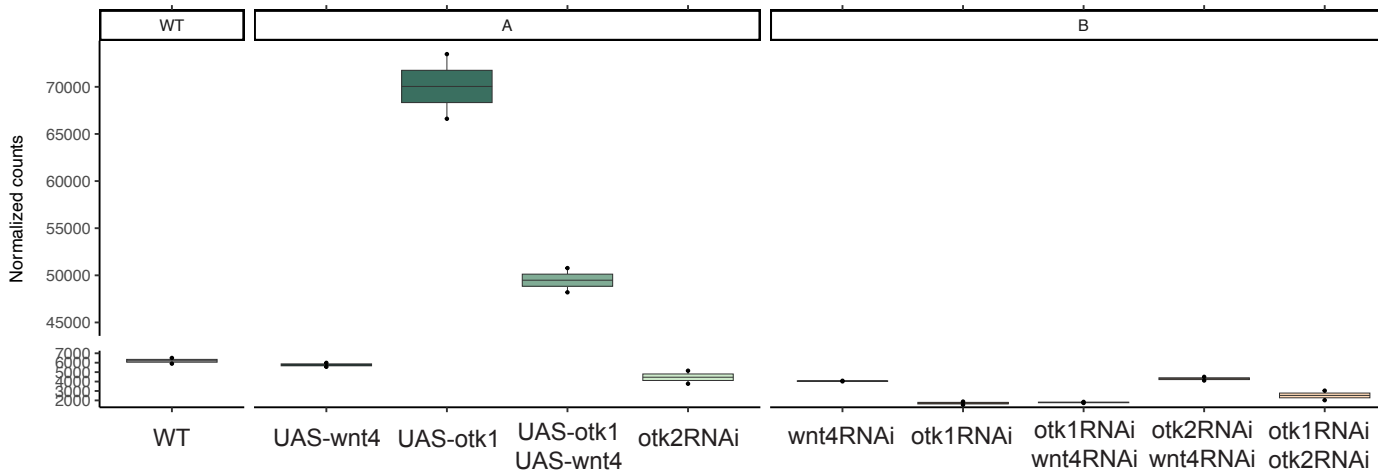 WT
A
B
Normalized counts
70000
65000
60000
55000
50000
45000
7000
6000
5000
4000
3000
2000
WT
UAS-wnt4
UAS-otk1
UAS-otk1
UAS-wnt4
otk2RNAi
wnt4RNAi
otk1RNAi
otk1RNAi
wnt4RNAi
otk2RNAi
wnt4RNAi
otk1RNAi
otk2RNAi